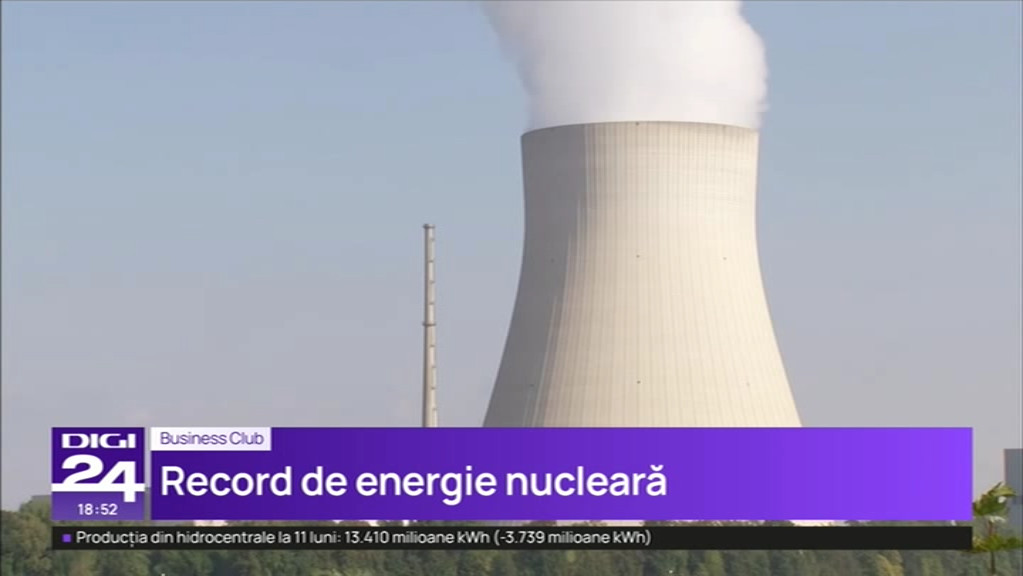 DIGI
24
18:52
Business Club
Record de energie nucleară
Producția din hidrocentrale la 11 luni: 13.410 milioane kWh (-3.739 milioane kWh)